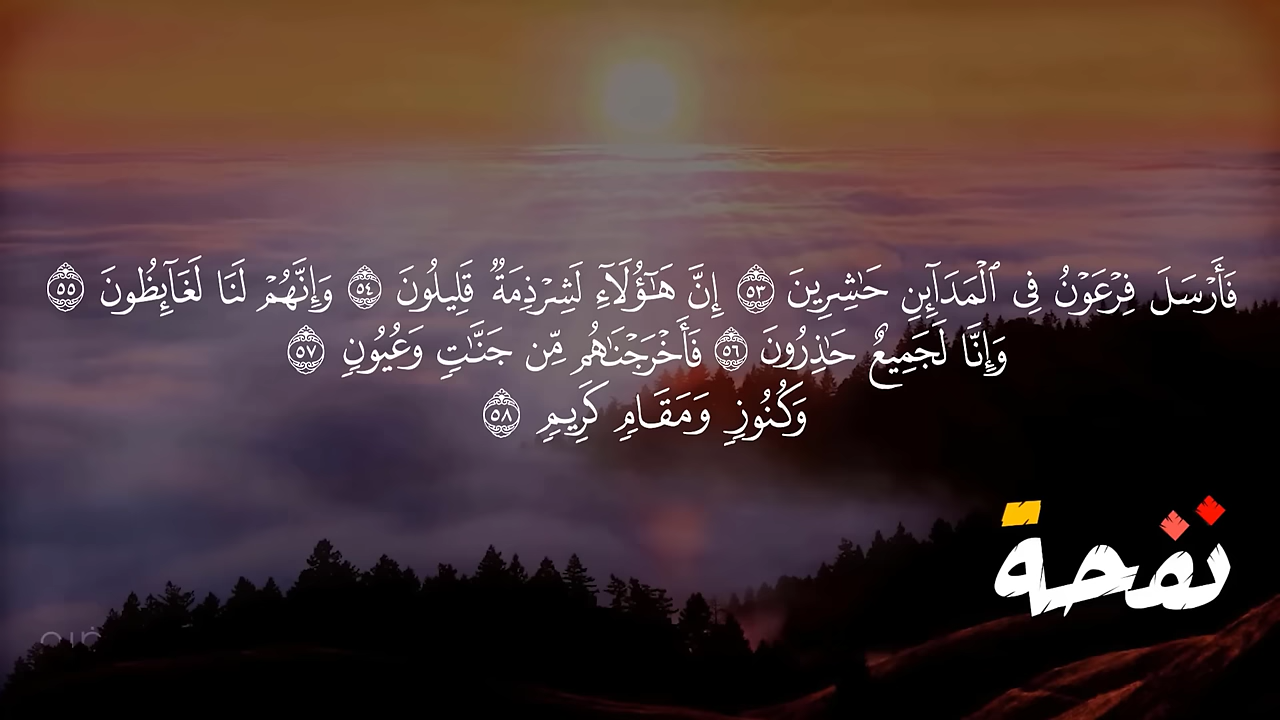 فَأَرْسَلَ فِرْعَوْنُ فِى ٱلْمَدَآئِنِ حَـٰشِرِينَ ٥٣ إِنَّ هَـٰٓؤُلَآءِ لَشِرْذِمَةٌ قَلِيلُونَ ٥٤ وَإِنَّهُمْ لَنَا لَغَآئِظُونَ ٥٥
وَإِنَّا لَجَمِيعٌ حَـٰذِرُونَ ٥٦ فَأَخْرَجْنَـٰهُم مِّن جَنَّـٰتٍ وَعُيُونٍ ٥٧
وَكُنُوزٍ وَمَقَامٍ كَرِيمٍ ٥٨
نفحة